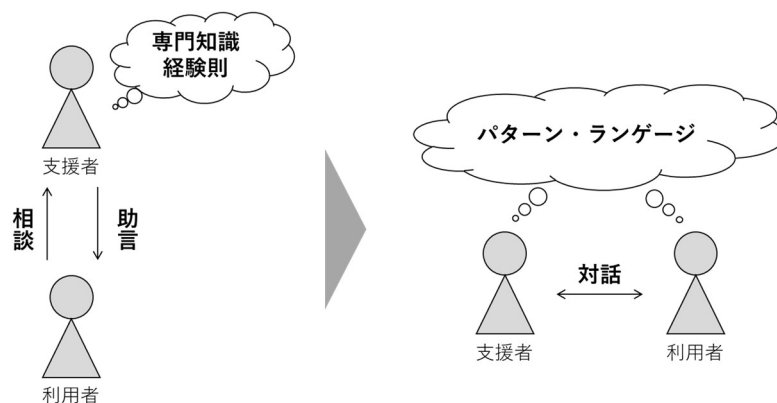 専門知識
経験則
支援者
相談
助言
利用者
パターン・ランゲージ
対話
支援者
利用者